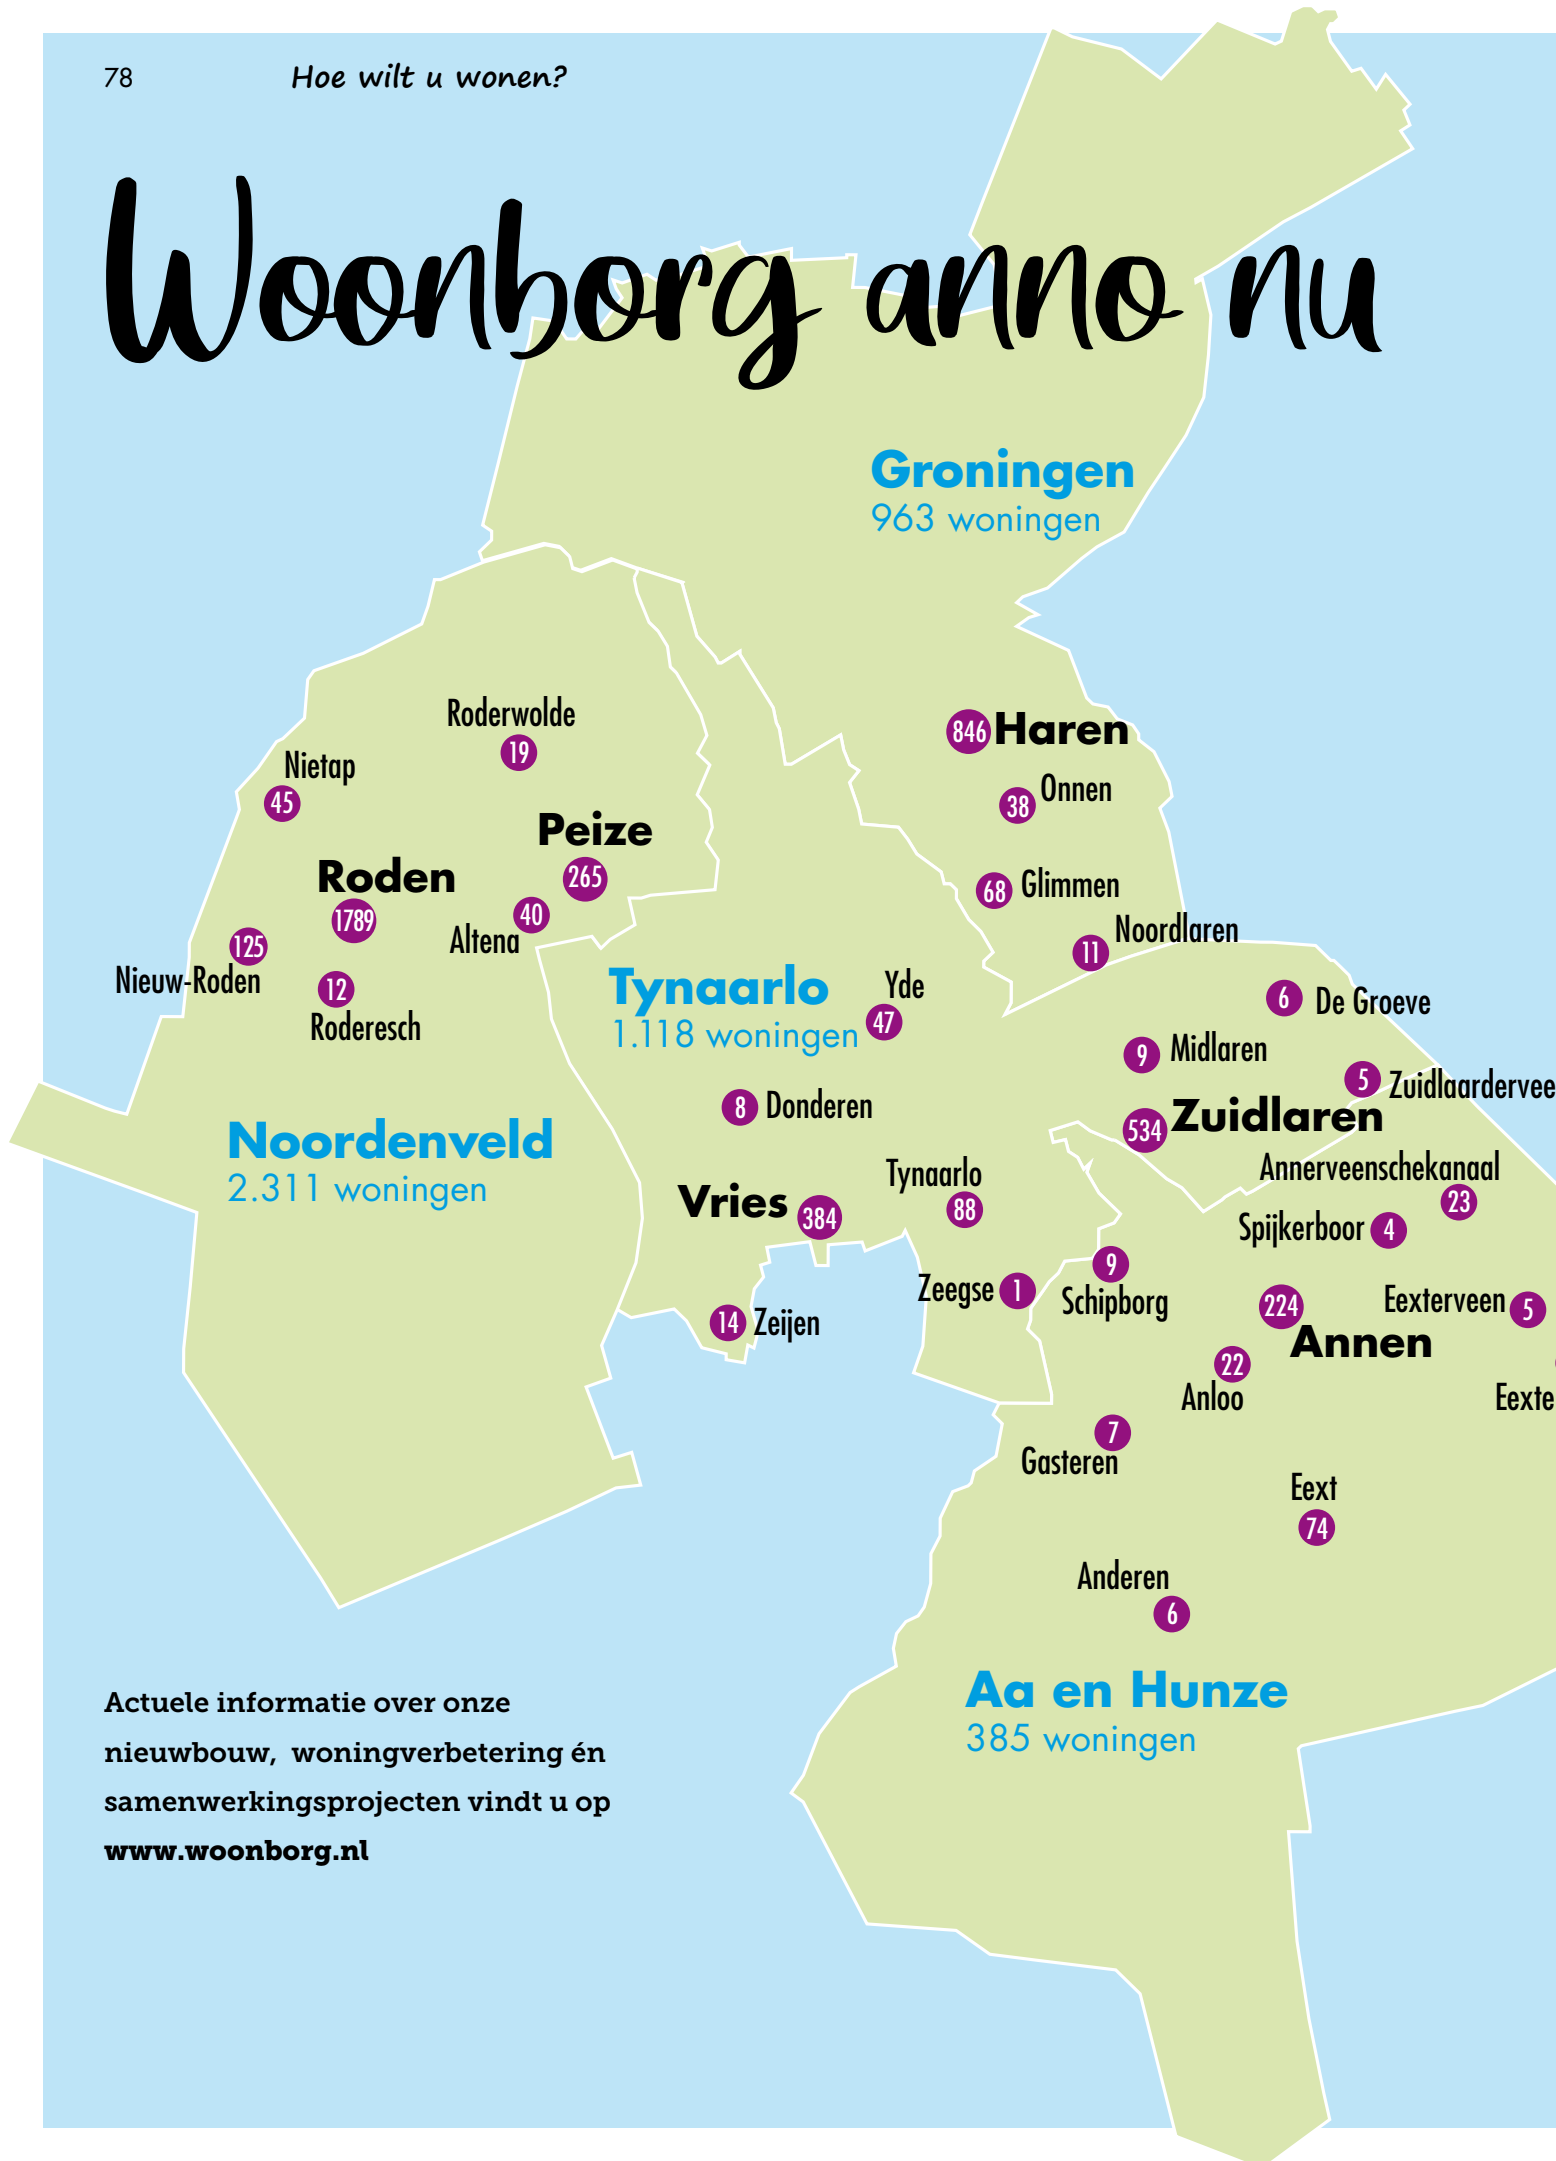 78
Hoe wilt u wonen?
Woonborg anno nu
Groningen
963 woningen
Roderwolde
19
Nietap
45
Peize
265
Roden
1789
40
Altena
125
Nieuw-Roden
12
Roderesch
846 Haren
38 Onnen
68 Glimmen
11 Noordlaren
Tynaarlo
1.118 woningen
Yde
47
6 De Groeve
9 Midlaren
5 Zuidlaardervee
534 Zuidlaren
8 Donderen
Noordenveld
2.311 woningen
Vries 384
Tynaarlo
88
Annerveenschekanaal
23
Spijkerboor 4
Zeegse 1
9
Schipborg
14 Zeijen
224
Annen
Eexterveen 5
22
Anloo
Eexte
7
Gasteren
Eext
74
Anderen
6
Aa en Hunze
385 woningen
Actuele informatie over onze
nieuwbouw, woningverbetering én
samenwerkingsprojecten vindt u op
www.woonborg.nl